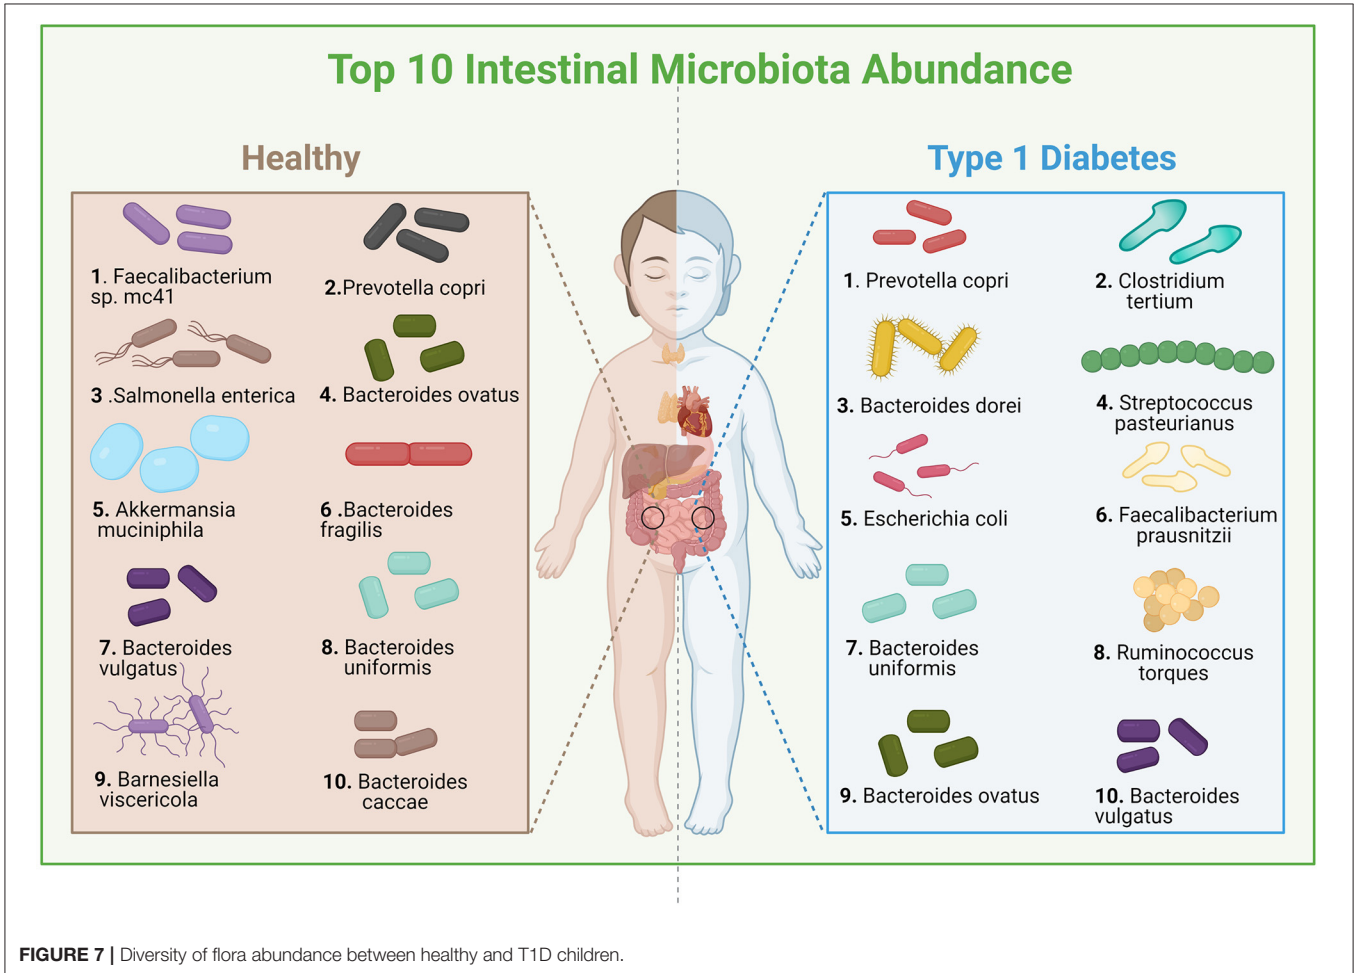 Top 10 Intestinal Microbiota Abundance
Healthy
1. Faecalibacterium
sp. mc41
2.Prevotella copri
3 .Salmonella enterica
4. Bacteroides ovatus
5. Akkermansia
muciniphila
6 .Bacteroides
fragilis
7. Bacteroides
vulgatus
8. Bacteroides
uniformis
9. Barnesiella
viscericola
10. Bacteroides
caccae
Type 1 Diabetes
1. Prevotella copri
2. Clostridium
tertium
3. Bacteroides dorei
4. Streptococcus
pasteurianus
5. Escherichia coli
6. Faecalibacterium
prausnitzii
7. Bacteroides
uniformis
8. Ruminococcus
torques
9. Bacteroides ovatus
10. Bacteroides
vulgatus
FIGURE 7 | Diversity of flora abundance between healthy and T1D children.